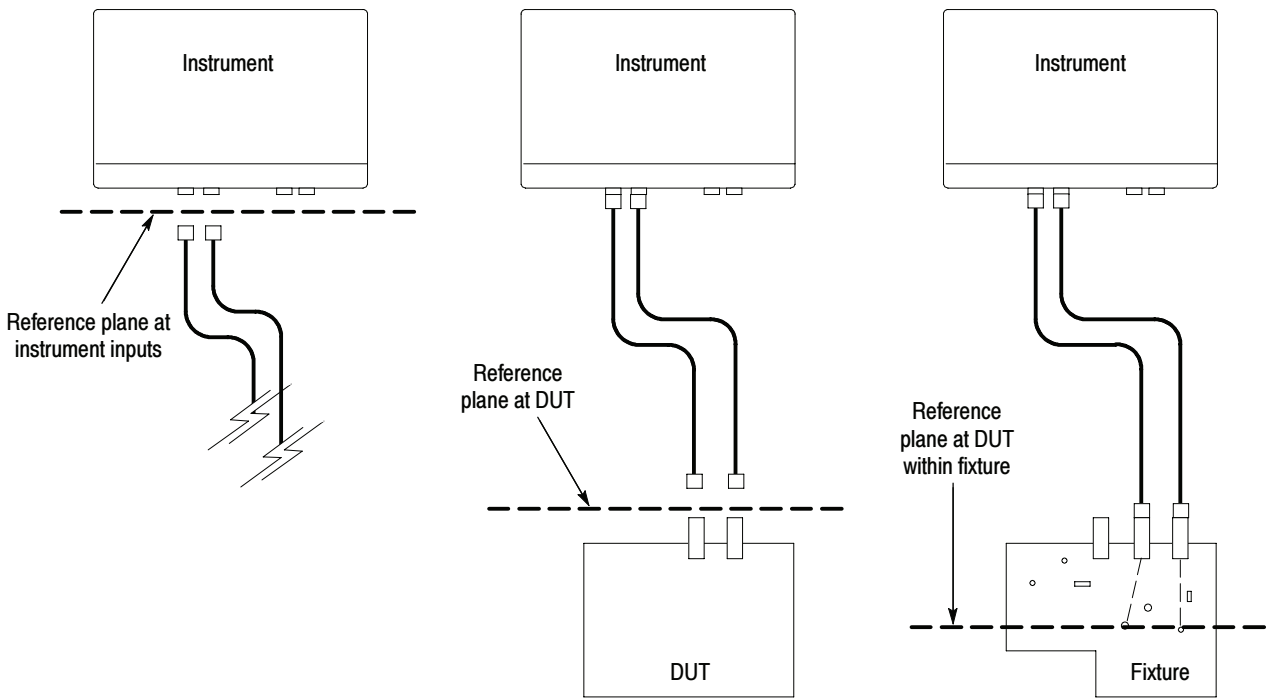 Instrument
Reference plane at
instrument inputs
Instrument
Reference
plane at DUT
DUT
Instrument
Reference
plane at DUT
within fixture
Fixture